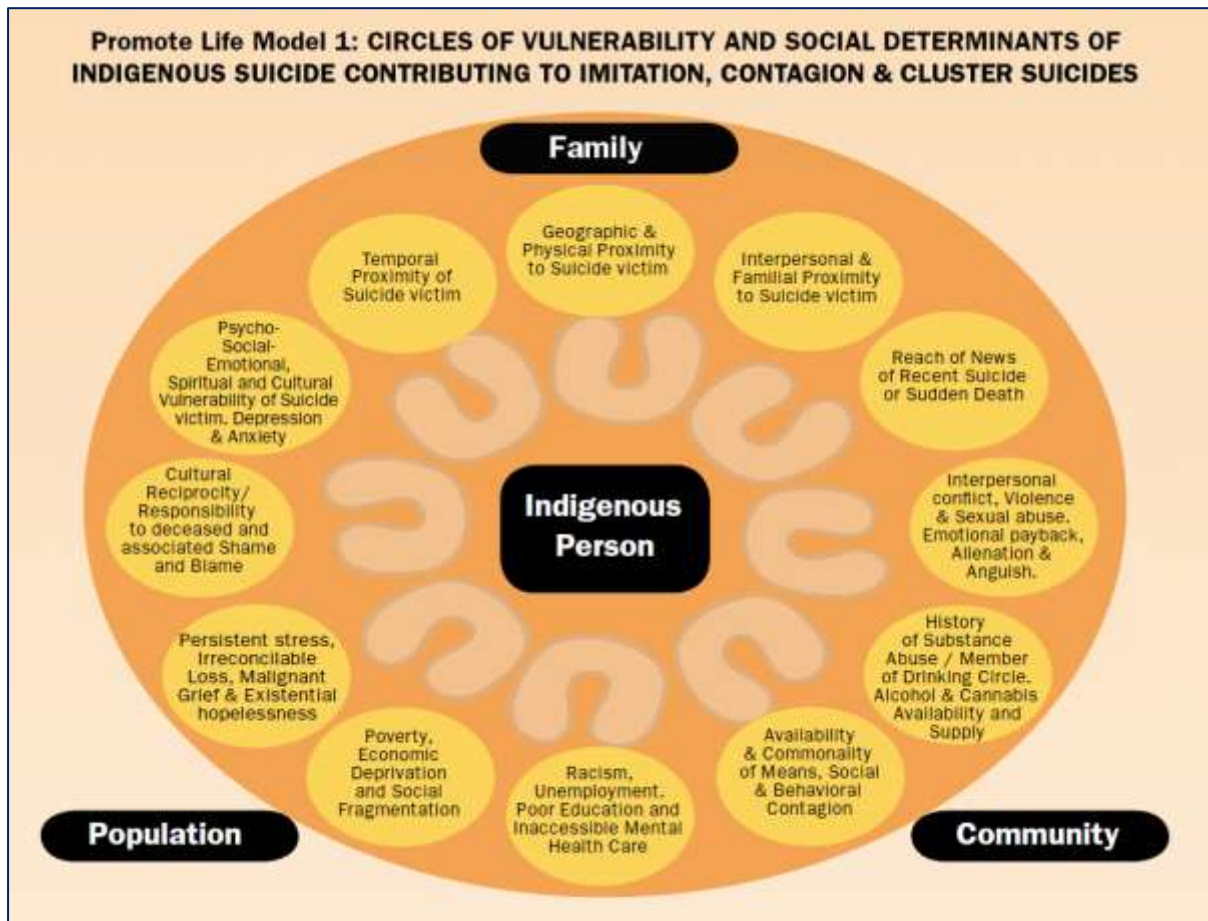 Promote Life Model 1: CIRCLES OF VULNERABILITY AND SOCIAL DETERMINANTS OF
INDIGENOUS SUICIDE CONTRIBUTING TO IMITATION, CONTAGION & CLUSTER SUICIDES
Family
Geographic &
Physical Proximity
to Suicide victim
Interpersonal &
Familial Proximity
to Suicide victim
Reach of News
of Recent Suicide
or Sudden Death
Interpersonal
conflict, Violence
& Sexual abuse.
Emotional payback,
Alienation &
Anguish.
History
of Substance
Abuse / Member
of Drinking Circle.
Alcohol & Cannabis
Availability and
Supply
Availability
& Commonality
of Means, Social
& Behavioral
Contagion
Racism,
Unemployment,
Poor Education and
Inaccessible Mental
Health Care
Poverty,
Economic
Deprivation
and Social
Fragmentation
Persistent stress,
Irreconcilable
Loss, Malignant
Grief & Existential
hopelessness
Cultural
Reciprocity/
Responsibility
to deceased and
associated Shame
and Blame
Psycho-
Social-
Emotional,
Spiritual and Cultural
Vulnerability of Suicide
victim. Depression
& Anxiety
Temporal
Proximity of
Suicide victim
Indigenous
Person
Population
Community